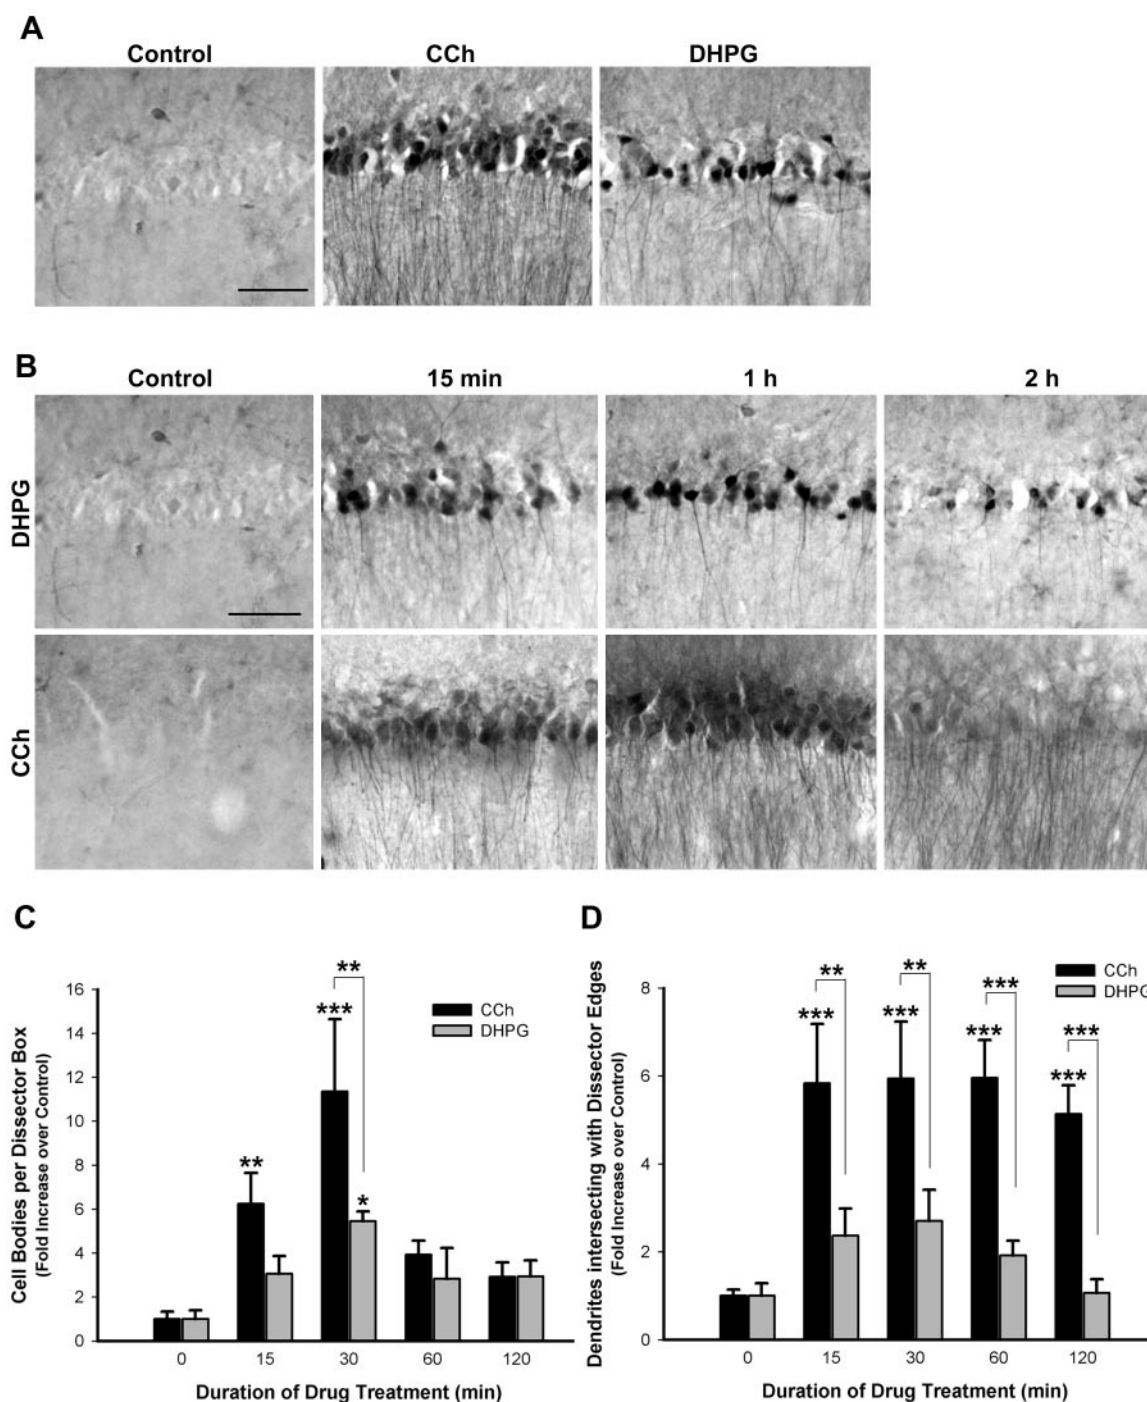 A
Control CCh DHPG
B
Control 15 min 1 h 2 h
DHPG
CCh
C
Cell Bodies per Dissector Box
(Fold Increase over Control)
16
14
12
10
8
6
4
2
0
**
***
**
*
CCh
DHPG
0 15 30 60 120
Duration of Drug Treatment (min)
D
Dendrites intersecting with Dissector Edges
(Fold Increase over Control)
8
6
4
2
0
** ** *** ***
*** *** *** ***
CCh
DHPG
0 15 30 60 120
Duration of Drug Treatment (min)